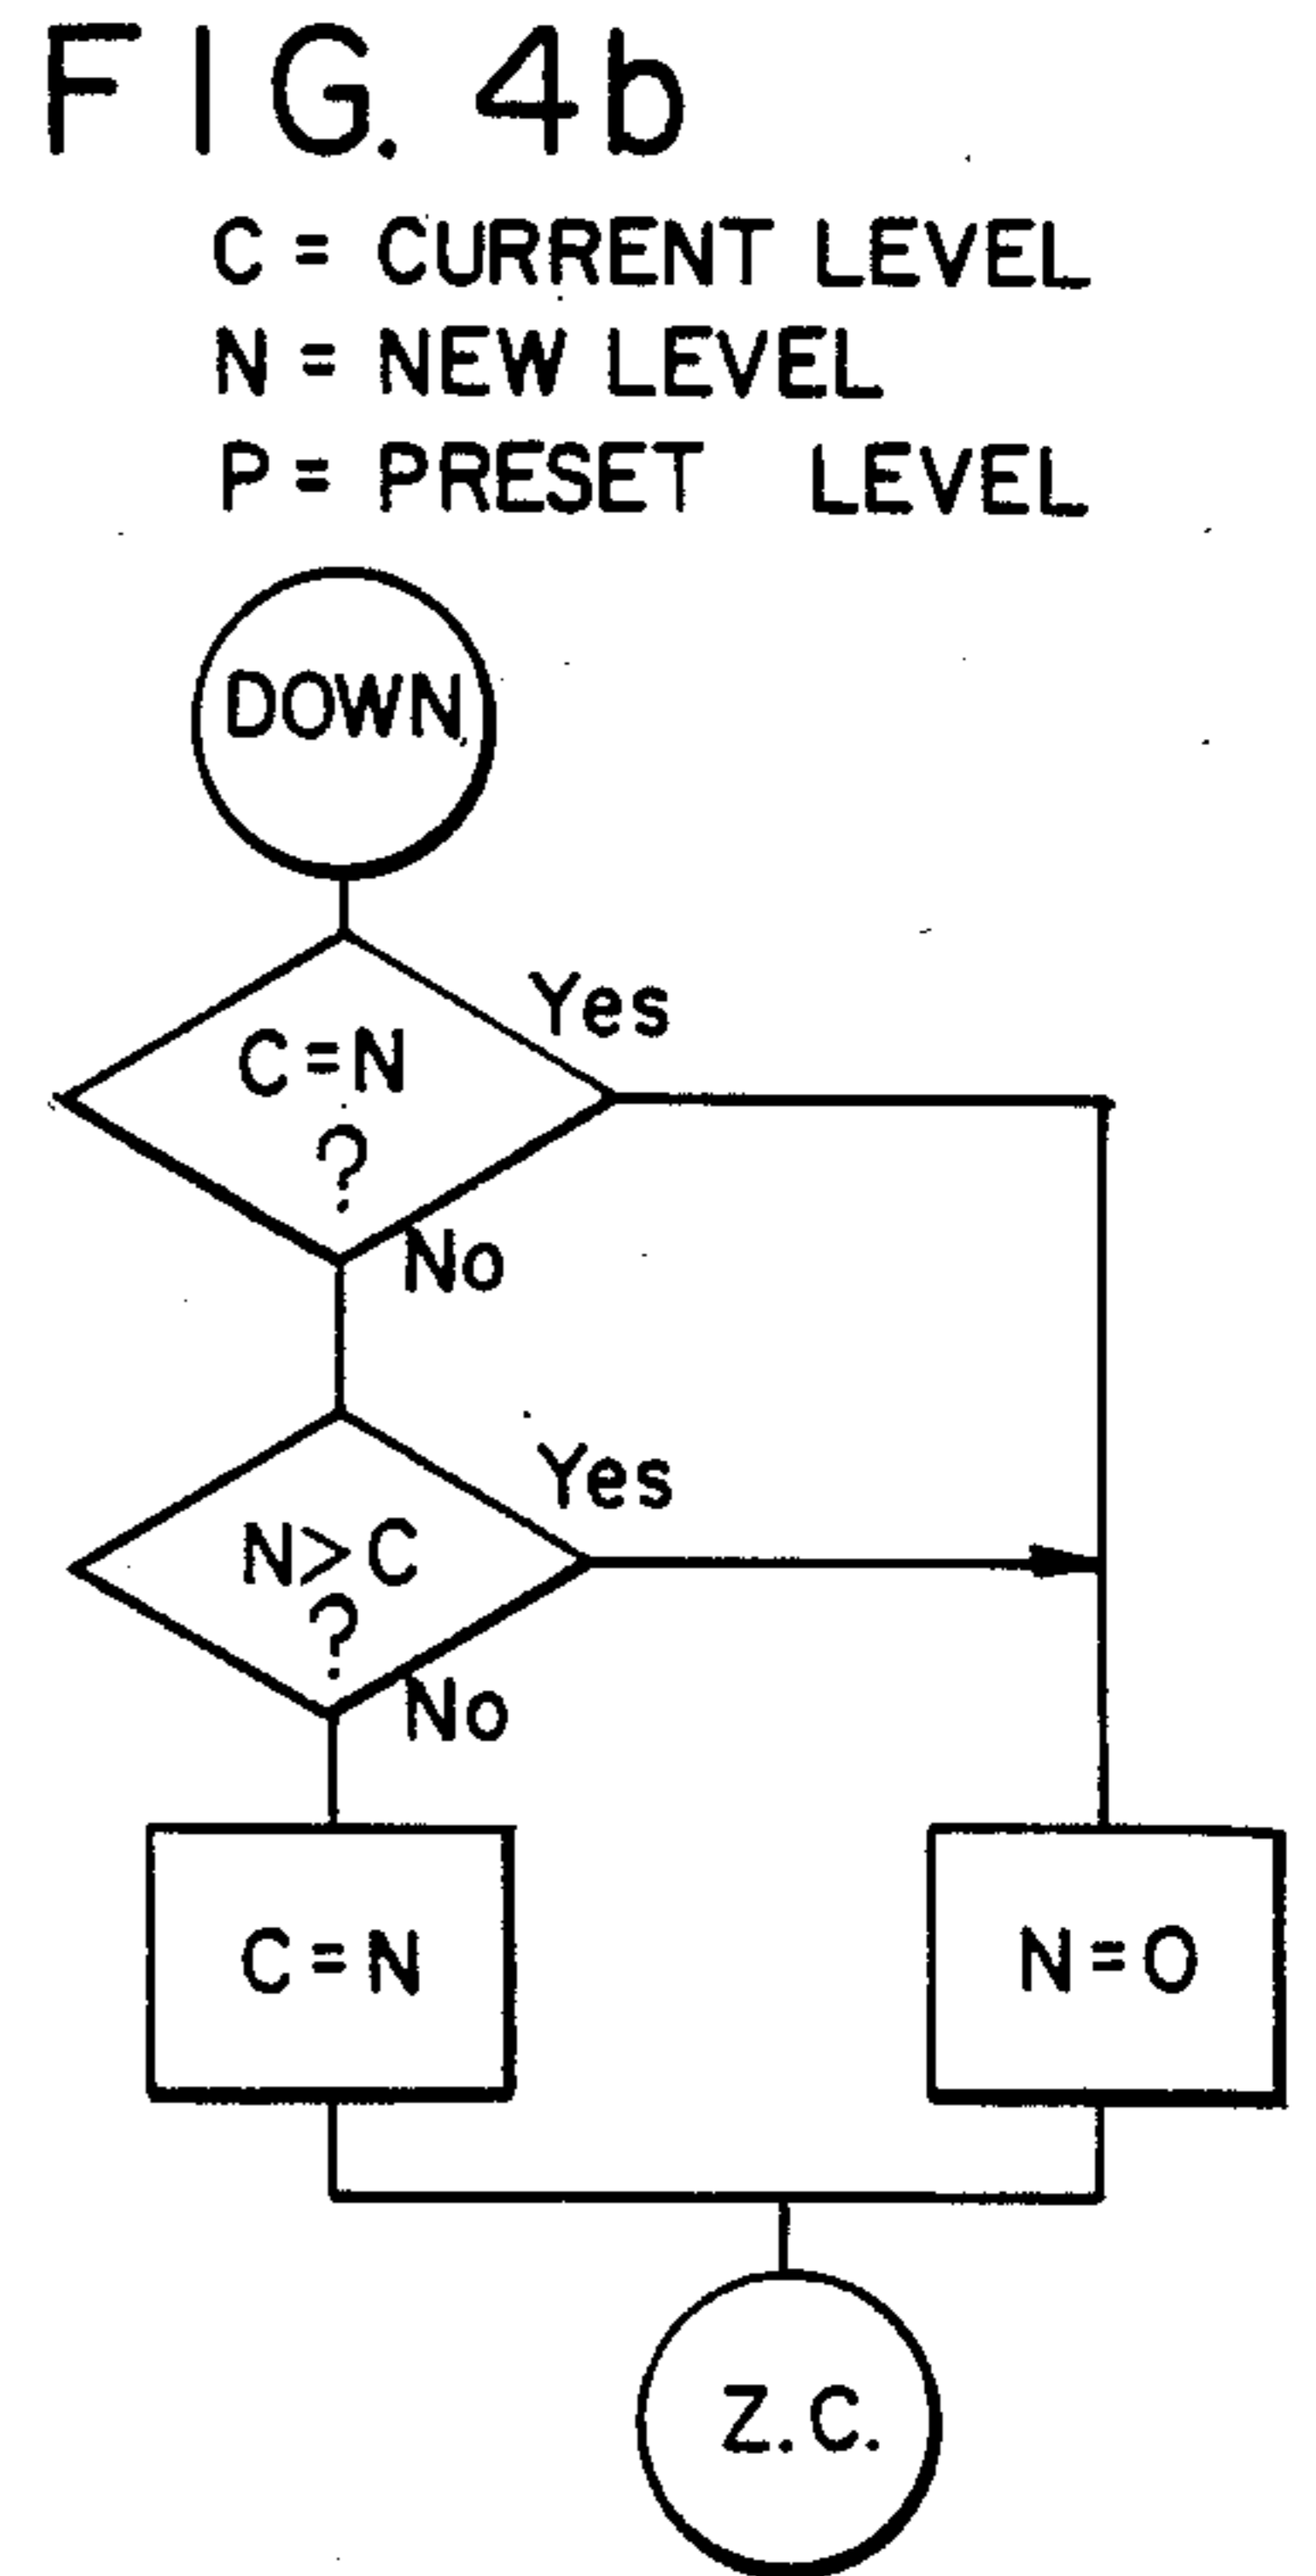 FIG. 4b
C = CURRENT LEVEL
N = NEW LEVEL
P = PRESET LEVEL
DOWN
C=N
?
Yes
No
N>C
?
Yes
No
C=N
N=O
Z.C.